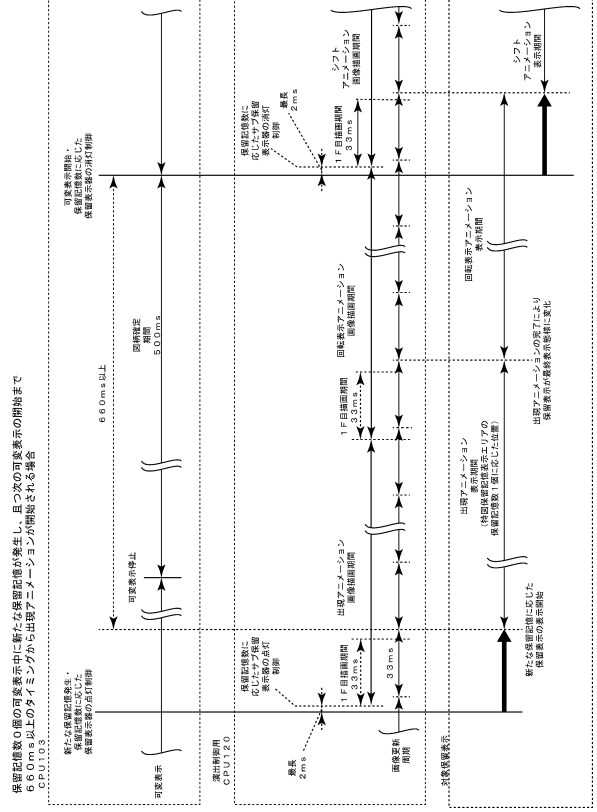 保留記憶数０個の可変表示中に新たな保留記憶が発生し、且つ次の可変表示の開始まで
６６０ｍｓ以上のタイミングから出現アニメーションが開始される場合
ＣＰＵ１０３
新たな保留記憶発生・
保留記憶数に応じた
保留表示器の点灯制御
６６０ｍｓ以上
可変表示開始・
保留記憶数に応じた
保留表示器の消灯制御
可変表示
可変表示停止
図柄確定
期間
５００ｍｓ
演出制御用
ＣＰＵ１２０
保留記憶数に
応じたサブ保留
表示器の点灯
制御
最長
２ｍｓ
１Ｆ目描画期間
３３ｍｓ
出現アニメーション
画像描画期間
１Ｆ目描画期間
３３ｍｓ
回転表示アニメーション
画像描画期間
保留記憶数に
応じたサブ保留
表示器の消灯
制御
最長
２ｍｓ
１Ｆ目描画期間
３３ｍｓ
シフト
アニメーション
画像描画期間
画像更新
周期
３３ｍｓ
対象保留表示
新たな保留記憶に応じた
保留表示の表示開始
出現アニメーション
表示期間
（特図保留記憶表示エリアの
保留記憶数１個に応じた位置）
出現アニメーションの完了により
保留表示が最終表示態様に変化
回転表示アニメーション
表示期間
シフト
アニメーション
表示期間